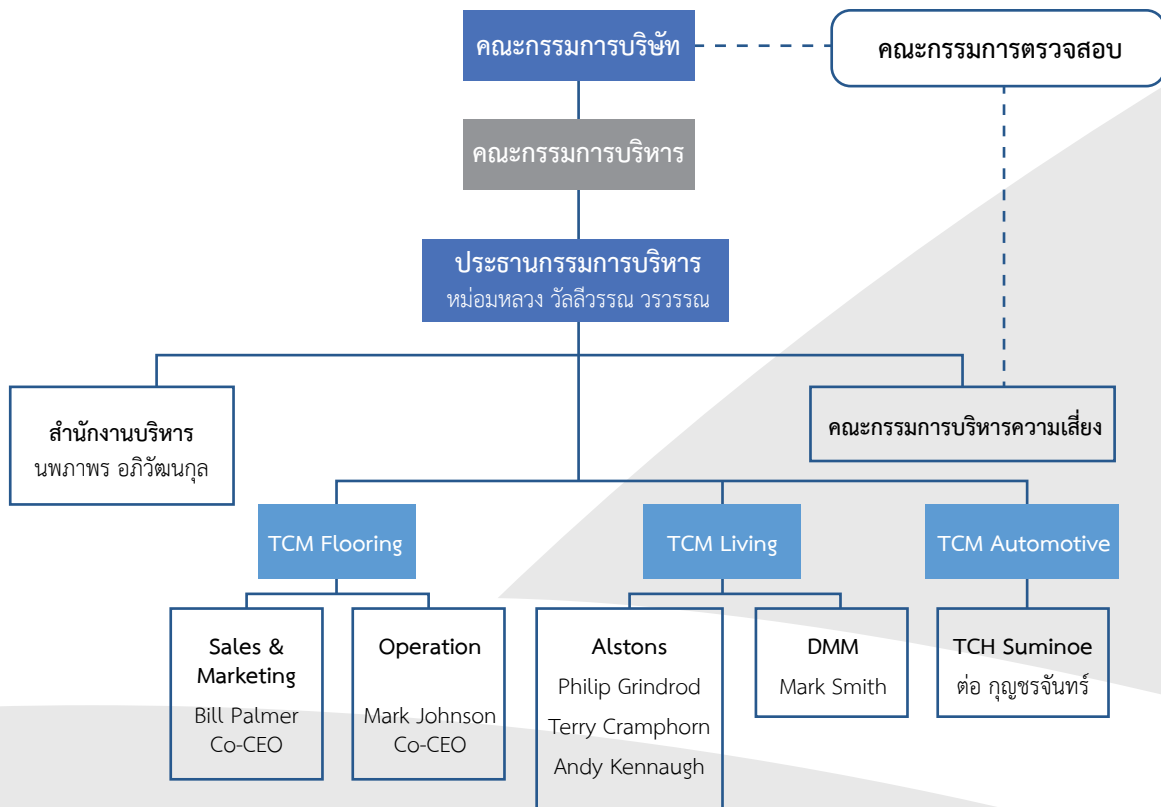 คณะกรรมการบริษัท
คณะกรรมการตรวจสอบ
คณะกรรมการบริหาร
ประธานกรรมการบริหาร
หม่อมหลวง วัลลีวรรณ วรวรรณ
สำนักงานบริหาร
นพภาพร อภิวัฒนกุล
คณะกรรมการบริหารความเสี่ยง
TCM Flooring
TCM Living
TCM Automotive
Sales &
Marketing
Bill Palmer
Co-CEO
Operation
Mark Johnson
Co-CEO
Alstons
Philip Grindrod
Terry Cramphorn
Andy Kennaugh
DMM
Mark Smith
TCH Suminoe
ต่อ กุญชรจันทร์